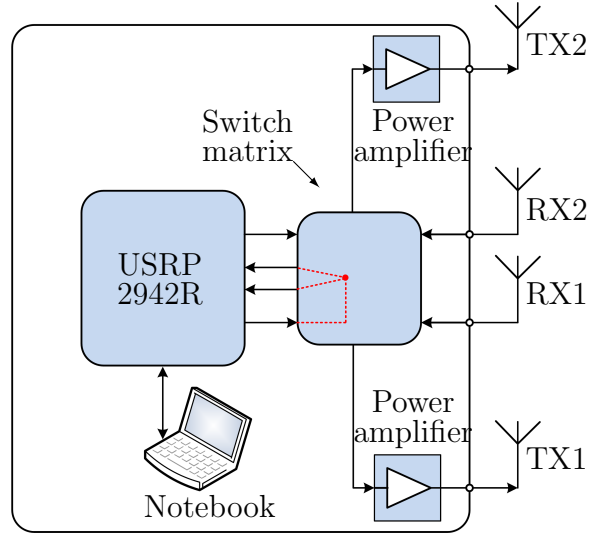 TX2
Power
amplifier
Switch
matrix
RX2
USRP
2942R
RX1
Power
amplifier
TX1
Notebook